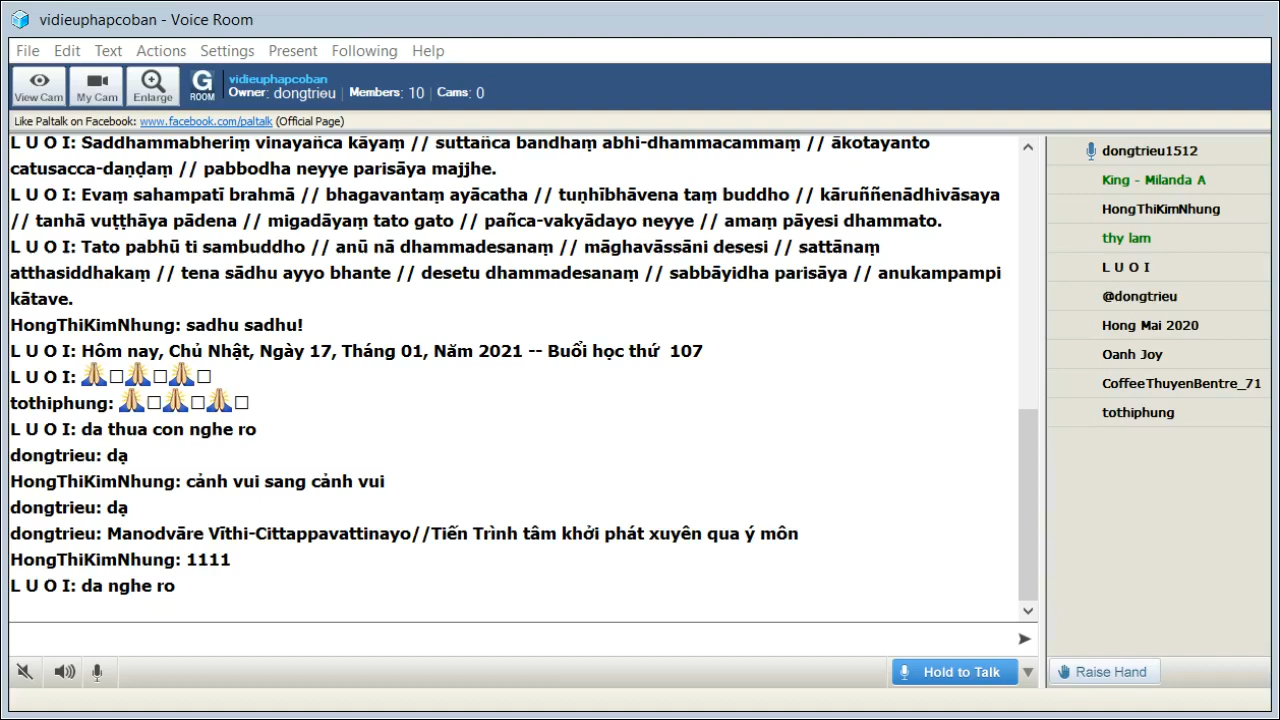 vidieuphapcoban - Voice Room
File Edit Text Actions Settings Present Following Help
View Cam My Cam Enlarge G ROOM
vidieuphapcoban
Owner: dongtrieu | Members: 10 | Cams: 0
Like Paltalk on Facebook: www.facebook.com/paltalk (Official Page)
L U O I: Saddhammabheriṃ vinayañca kāyaṃ // suttañca bandhaṃ abhi-dhammacammaṃ // ākotayanto
catusacca-daṇḍaṃ // pabbodha neyye parisāya majjhe.
L U O I: Evaṃ sahampatī brahmā // bhagavantaṃ ayācatha // tuṇhībhāvena taṃ buddho // kāruññenādhivāsaya
// tanhā vuṭṭhāya pādena // migadāyaṃ tato gato // pañca-vakyādayo neyye // amaṃ pāyesi dhammato.
L U O I: Tato pabhū ti sambuddho // anū nā dhammadesanaṃ // māghavāssāni desesi // sattānaṃ
atthasiddhakaṃ // tena sādhu ayyo bhante // desetu dhammadesanaṃ // sabbāyidha parisāya // anukampampi
kātave.
HongThiKimNhung: sadhu sadhu!
L U O I: Hôm nay, Chủ Nhật, Ngày 17, Tháng 01, Năm 2021 -- Buổi học thứ 107
L U O I: 🙏□🙏□🙏□
tothiphung: 🙏□🙏□🙏□
L U O I: da thua con nghe ro
dongtrieu: dạ
HongThiKimNhung: cảnh vui sang cảnh vui
dongtrieu: dạ
dongtrieu: Manodvāre Vīthi-Cittappavattinayo//Tiến Trình tâm khởi phát xuyên qua ý môn
HongThiKimNhung: 1111
L U O I: da nghe ro
dongtrieu1512
King - Milanda A
HongThiKimNhung
thy lam
L U O I
@dongtrieu
Hong Mai 2020
Oanh Joy
CoffeeThuyenBentre_71
tothiphung
Hold to Talk
Raise Hand